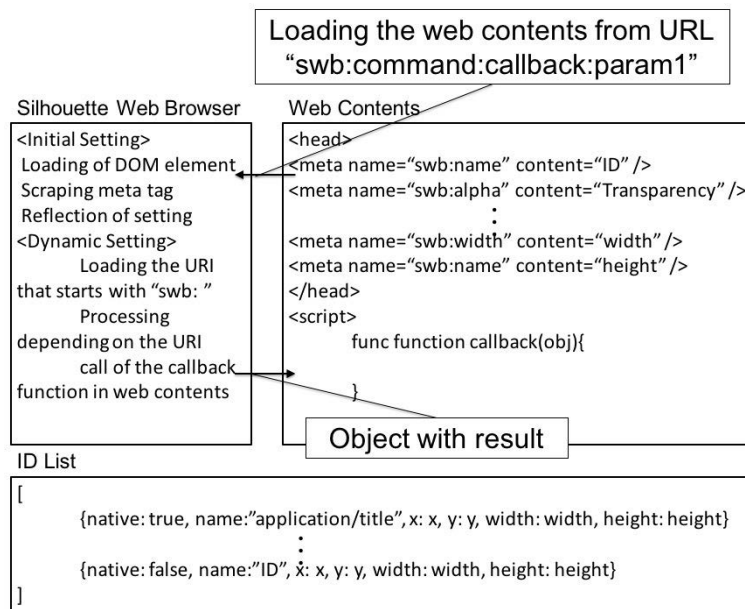 Loading the web contents from URL
“swb:command:callback:param1”
Silhouette Web Browser
<Initial Setting>
Loading of DOM element
Scraping meta tag
Reflection of setting
<Dynamic Setting>
Loading the URI
that starts with “swb: ”
Processing
depending on the URI
call of the callback
function in web contents
Web Contents
<head>
<meta name=“swb:name” content=“ID” />
<meta name=“swb:alpha” content=“Transparency” />
⋮
<meta name=“swb:width” content=“width” />
<meta name=“swb:name” content=“height” />
</head>
<script>
func function callback(obj){
}
Object with result
ID List
[
{native: true, name:”application/title”, x: x, y: y, width: width, height: height}
⋮
{native: false, name:”ID”, x: x, y: y, width: width, height: height}
]